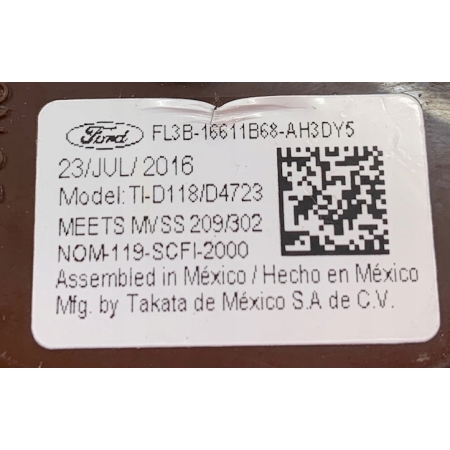 Ford FL3B-16611B68-AH3DY5
23/JUL/2016
Model: TI-D118/D4723
MEETS MVSS 209/302
NOM-119-SCFI-2000
Assembled in México / Hecho en México
Mfg. by Takata de México S.A de C.V.